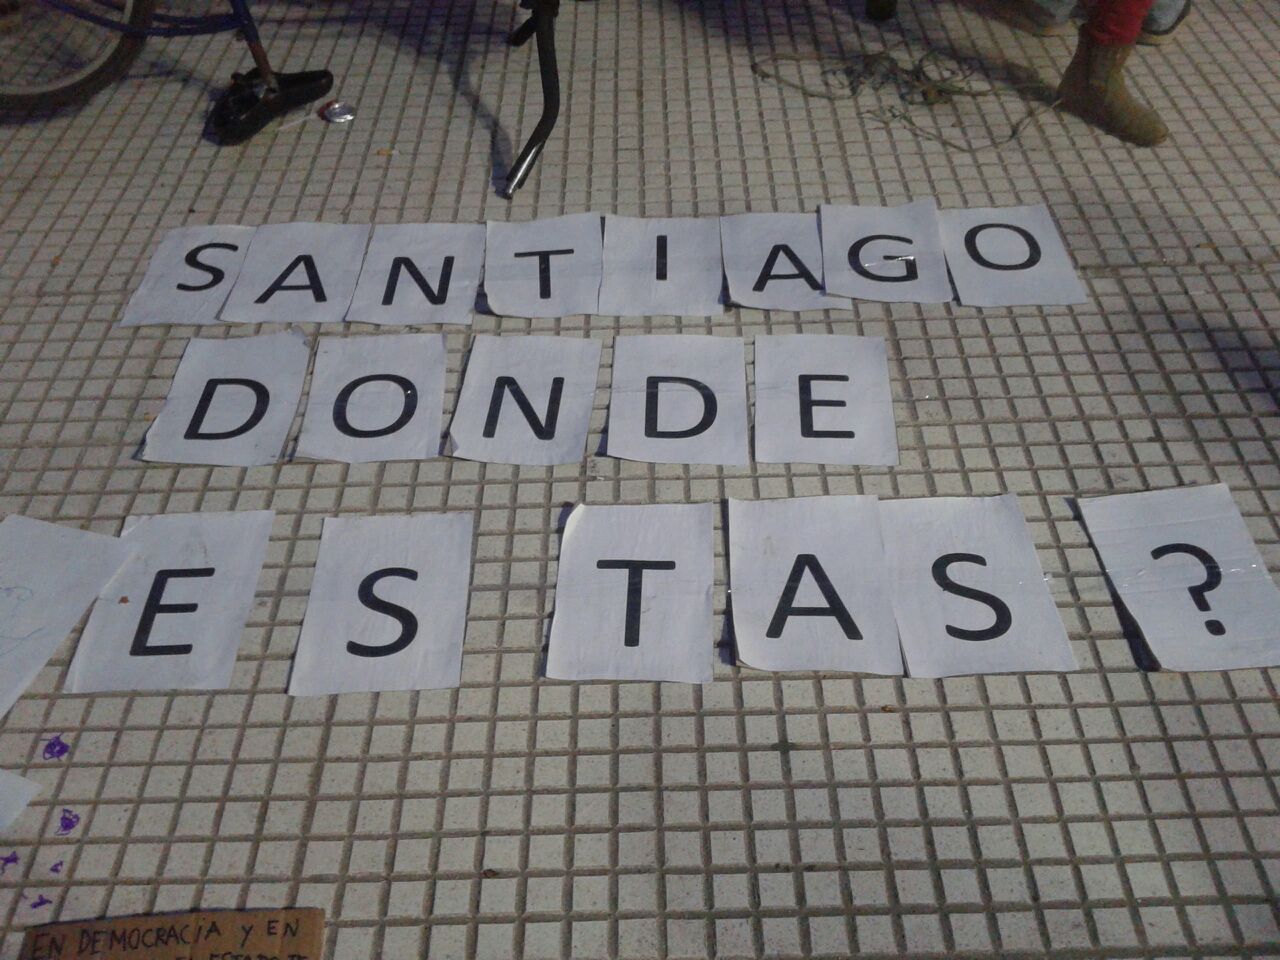 SANTIAGO
DONDE
ESTAS?
EN DEMOCRACIA Y EN